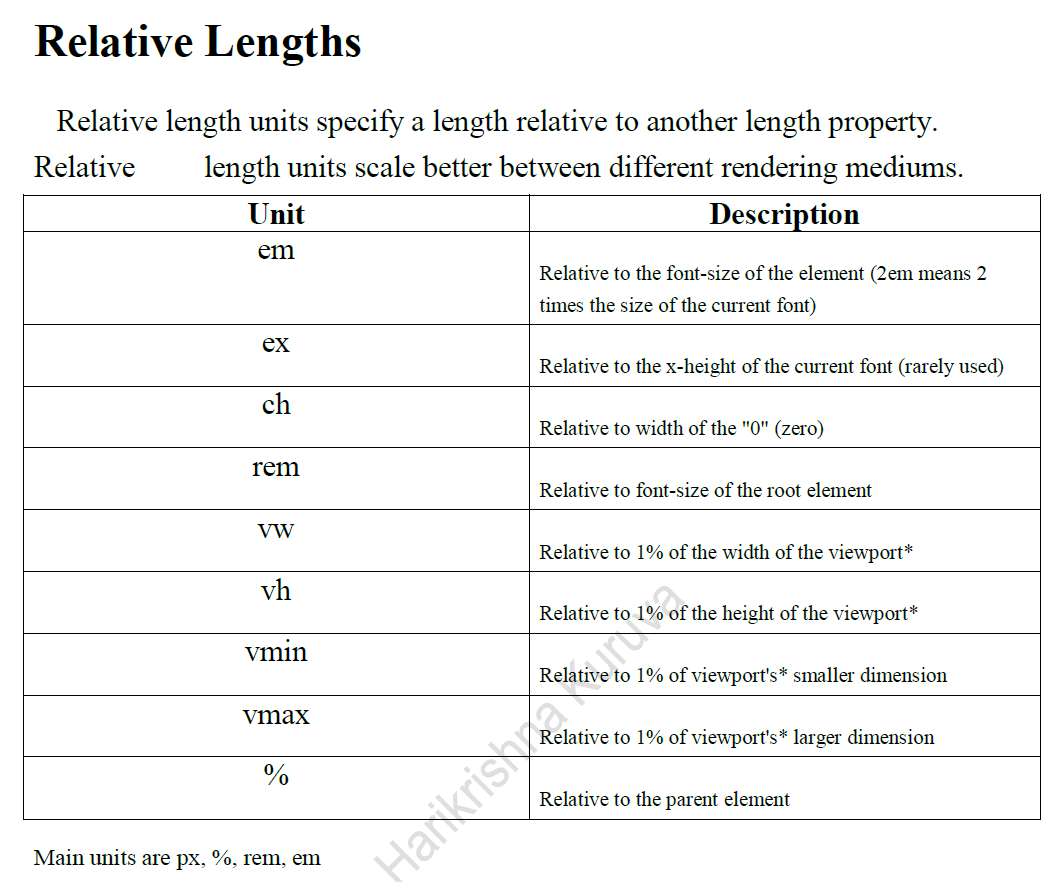 Relative Lengths
Relative length units specify a length relative to another length property.
Relative length units scale better between different rendering mediums.
Unit Description
em
Relative to the font-size of the element (2em means 2
times the size of the current font)
ex
Relative to the x-height of the current font (rarely used)
ch
Relative to width of the "0" (zero)
rem
Relative to font-size of the root element
vw
Relative to 1% of the width of the viewport*
vh
Relative to 1% of the height of the viewport*
vmin
Relative to 1% of viewport's* smaller dimension
vmax
Relative to 1% of viewport's* larger dimension
%
Relative to the parent element
Main units are px, %, rem, em
Harikrishna Kuruva